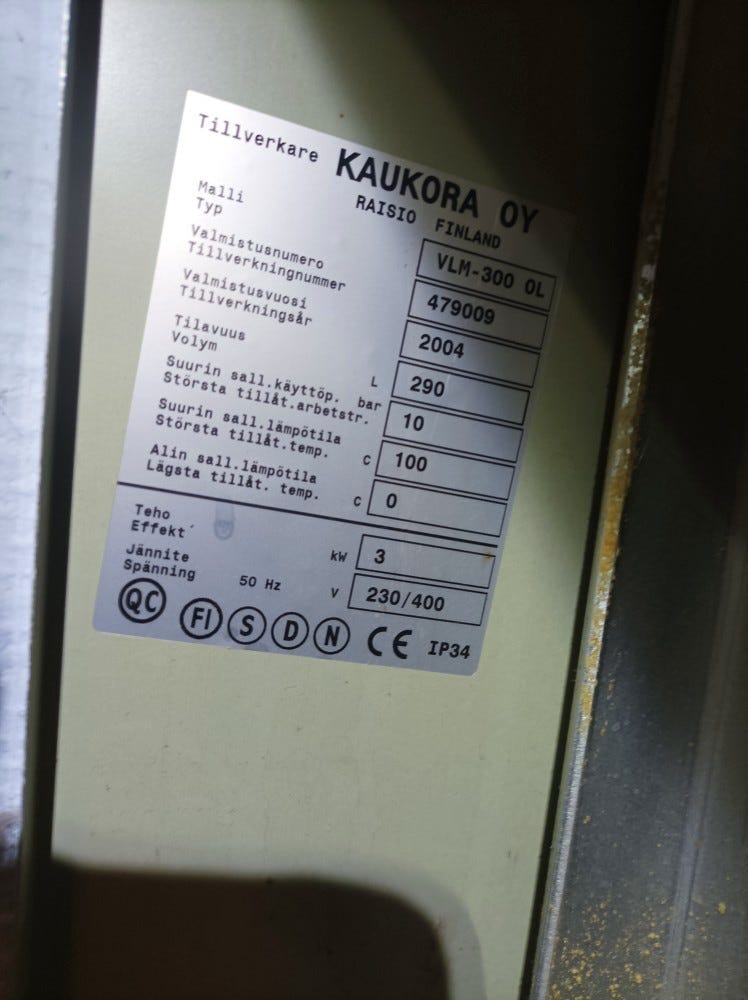 Tillverkare KAUKORA OY
RAISIO FINLAND
Malli
Typ
VLM-300 OL
Valmistusnumero
Tillverkningnummer
479009
Valmistusvuosi
Tillverkningsår
2004
Tilavuus
Volym
L 290
Suurin sall.käyttöp.
Största tillåt.arbetstr.
bar 10
Suurin sall.lämpötila
Största tillåt.temp.
C 100
Alin sall.lämpötila
Lägsta tillåt. temp.
C 0
Teho
Effekt
kW 3
Jännite
Spänning
50 Hz V 230/400
QC FI S D N CE IP34